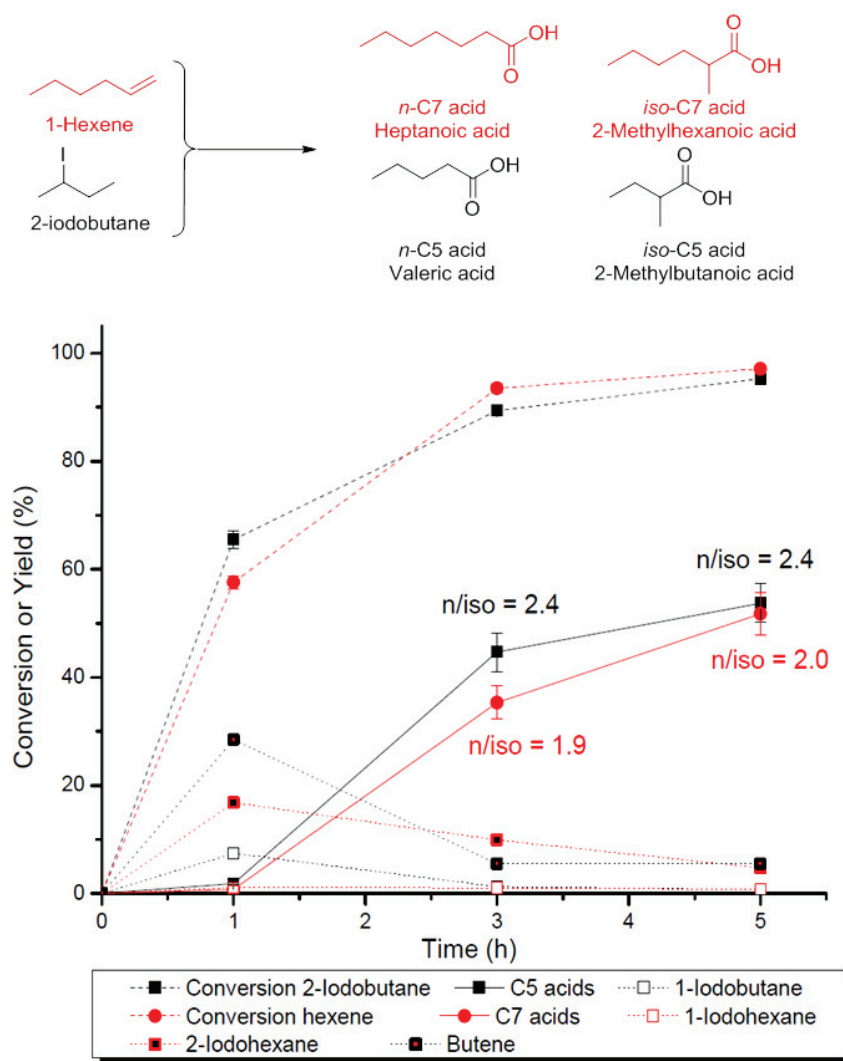 OH
O
n-C7 acid
Heptanoic acid
O
OH
iso-C7 acid
2-Methylhexanoic acid
1-Hexene
I
2-iodobutane
OH
O
n-C5 acid
Valeric acid
O
OH
iso-C5 acid
2-Methylbutanoic acid
Conversion or Yield (%)
100
80
60
40
20
0
n/iso = 2.4
n/iso = 2.4
n/iso = 1.9
n/iso = 2.0
0 1 2 3 4 5
Time (h)
Conversion 2-Iodobutane C5 acids 1-Iodobutane
Conversion hexene C7 acids 1-Iodohexane
2-Iodohexane Butene